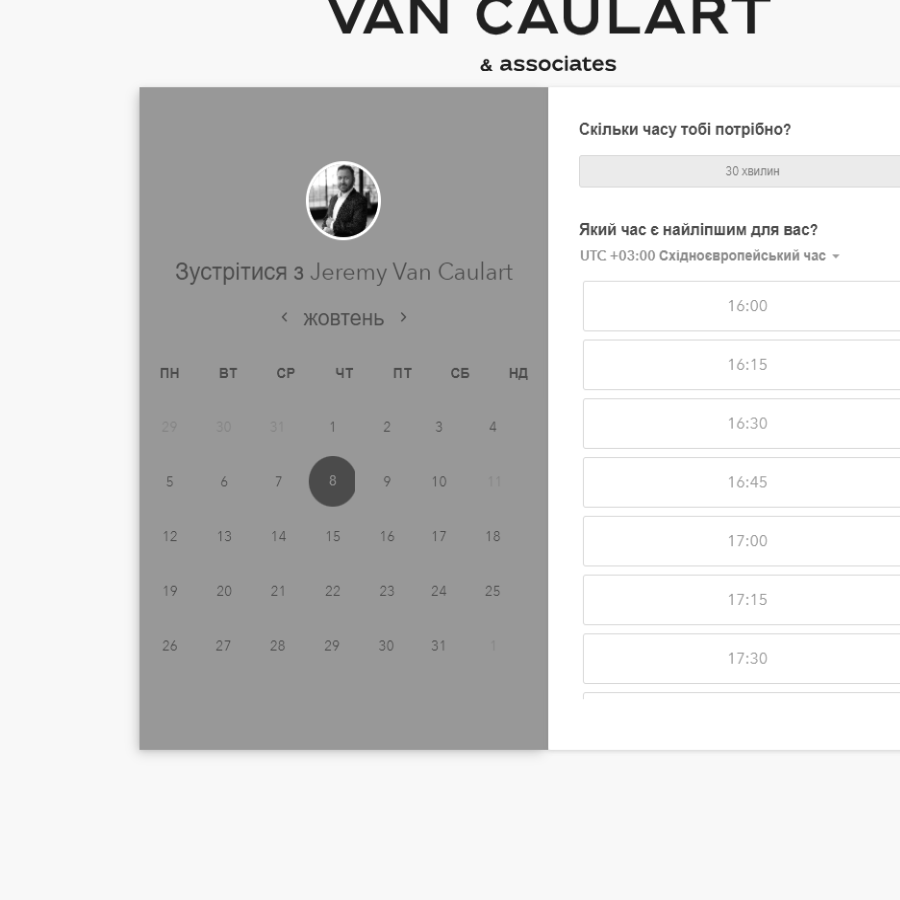 VAN CAULART
& associates
Зустрітися з Jeremy Van Caulart
‹ жовтень ›
ПН ВТ СР ЧТ ПТ СБ НД
29 30 31 1 2 3 4
5 6 7 8 9 10 11
12 13 14 15 16 17 18
19 20 21 22 23 24 25
26 27 28 29 30 31 1
Скільки часу тобі потрібно?
30 хвилин
Який час є найліпшим для вас?
UTC +03:00 Східноєвропейський час
16:00
16:15
16:30
16:45
17:00
17:15
17:30